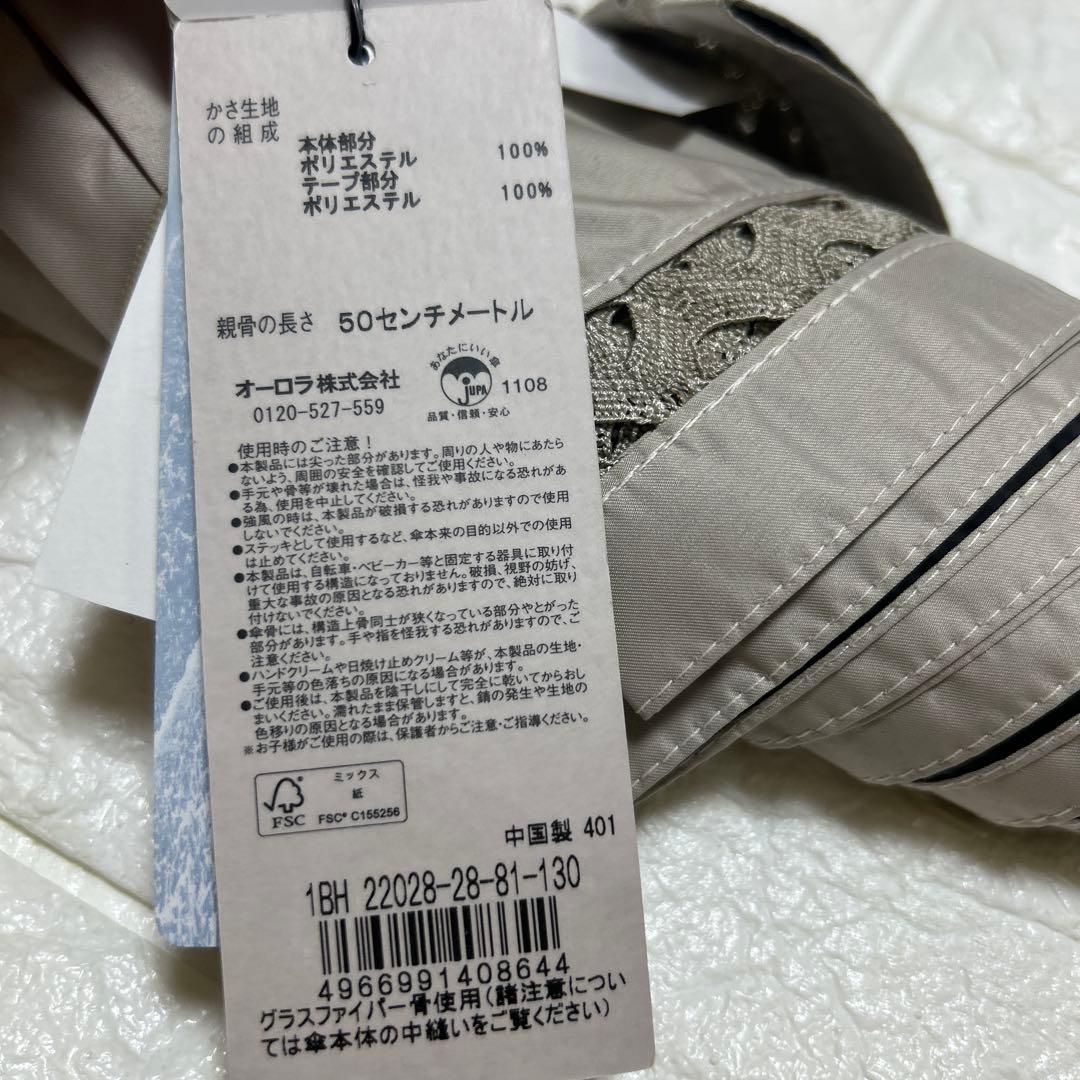 かさ生地
の組成
本体部分
ポリエステル 100%
テープ部分
ポリエステル 100%
親骨の長さ 50センチメートル
オーロラ株式会社
0120-527-559
あなたにいい傘
JUPA
1108
品質・信頼・安心
使用時のご注意！
●本製品には尖った部分があります。周りの人や物にあたら
ないよう、周囲の安全を確認してご使用ください。
●手元や骨等が壊れた場合は、怪我や事故になる恐れがあ
る為、使用を中止してください。
●強風の時は、本製品が破損する恐れがありますので使用
しないでください。
●ステッキとして使用するなど、傘本来の目的以外での使用
は止めてください。
●本製品は、自転車・ベビーカー等と固定する器具に取り付
けて使用する構造になっておりません。破損、視野の妨げ、
重大な事故の原因となる恐れがありますので、絶対に取り
付けないでください。
●傘骨には、構造上骨同士が狭くなっている部分やとがった
部分があります。手や指を怪我する恐れがありますので、ご
注意ください。
●ハンドクリームや日焼け止めクリーム等が、本製品の生地・
手元等の色落ちの原因になる場合があります。
●ご使用後は、本製品を陰干しにして完全に乾いてからおし
まいください。濡れたまま保管しますと、錆の発生や生地の
色移りの原因となる場合があります。
※お子様がご使用の際は、保護者からご注意・ご指導ください。
FSC
ミックス
紙
FSC® C155256
中国製 401
1BH 22028-28-81-130
4966991408644
グラスファイバー骨使用(諸注意につい
ては傘本体の中縫いをご覧ください)